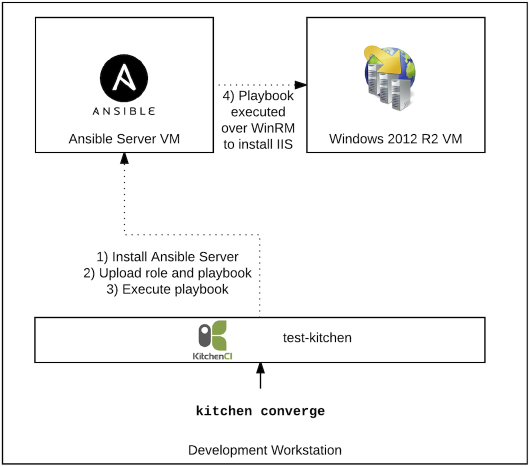 ANSIBLE
Ansible Server VM
4) Playbook
executed
over WinRM
to install IIS
Windows 2012 R2 VM
1) Install Ansible Server
2) Upload role and playbook
3) Execute playbook
KitchenCI
test-kitchen
kitchen converge
Development Workstation